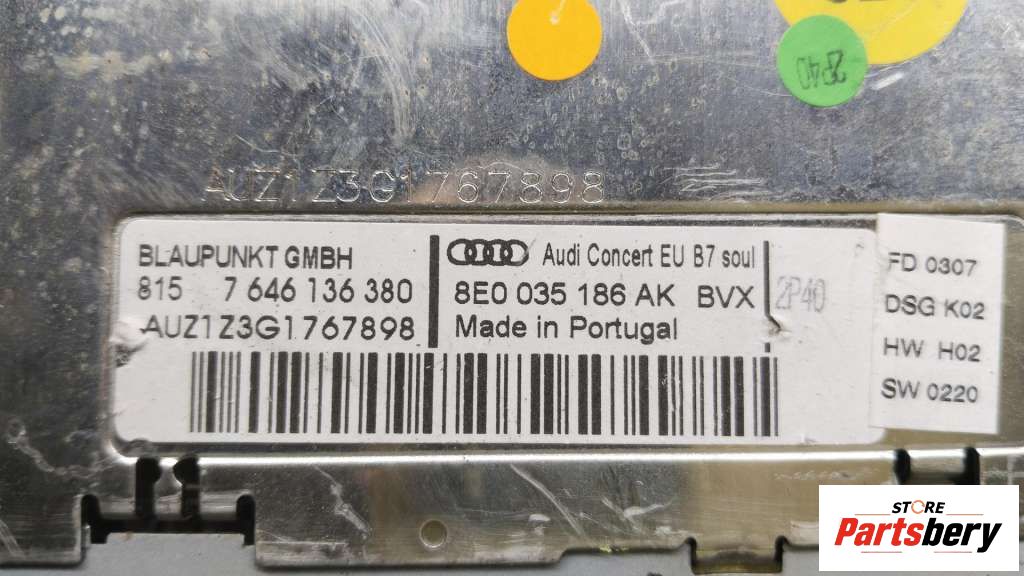 2P40
AUZ1Z3G1767898
BLAUPUNKT GMBH
815 7 646 136 380
AUZ1Z3G1767898
Audi Concert EU B7 soul
8E0 035 186 AK BVX
Made in Portugal
2P40
FD 0307
DSG K02
HW H02
SW 0220
STORE
Partsbery